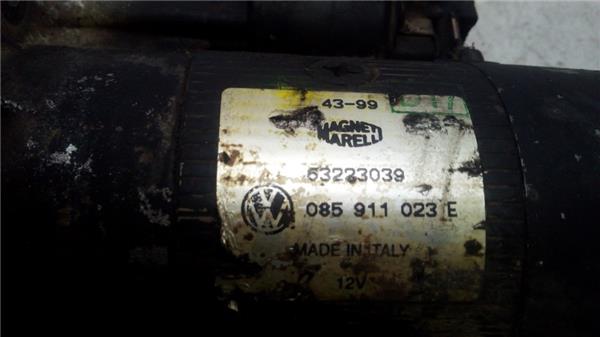 43-99
MAGNETI
MARELLI
63223039
085 911 023 E
MADE IN ITALY
12V